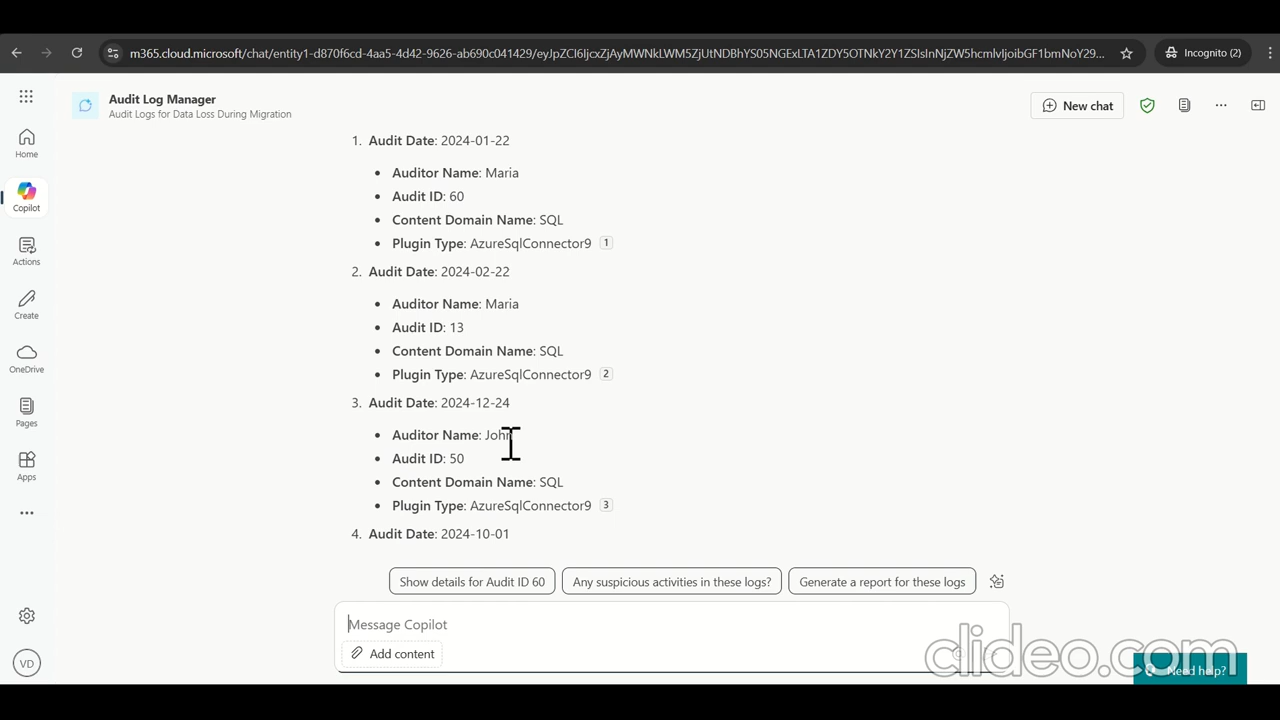 m365.cloud.microsoft/chat/entity1-d870f6cd-4aa5-4d42-9626-ab690c041429/
Incognito (2)
Audit Log Manager
Audit Logs for Data Loss During Migration
New chat
Home
Copilot
Actions
Create
OneDrive
Pages
Apps
VD
1. Audit Date: 2024-01-22
• Auditor Name: Maria
• Audit ID: 60
• Content Domain Name: SQL
• Plugin Type: AzureSqlConnector9 1
2. Audit Date: 2024-02-22
• Auditor Name: Maria
• Audit ID: 13
• Content Domain Name: SQL
• Plugin Type: AzureSqlConnector9 2
3. Audit Date: 2024-12-24
• Auditor Name: John
• Audit ID: 50
• Content Domain Name: SQL
• Plugin Type: AzureSqlConnector9 3
4. Audit Date: 2024-10-01
Show details for Audit ID 60
Any suspicious activities in these logs?
Generate a report for these logs
Message Copilot
Add content
clideo.com
Need help?